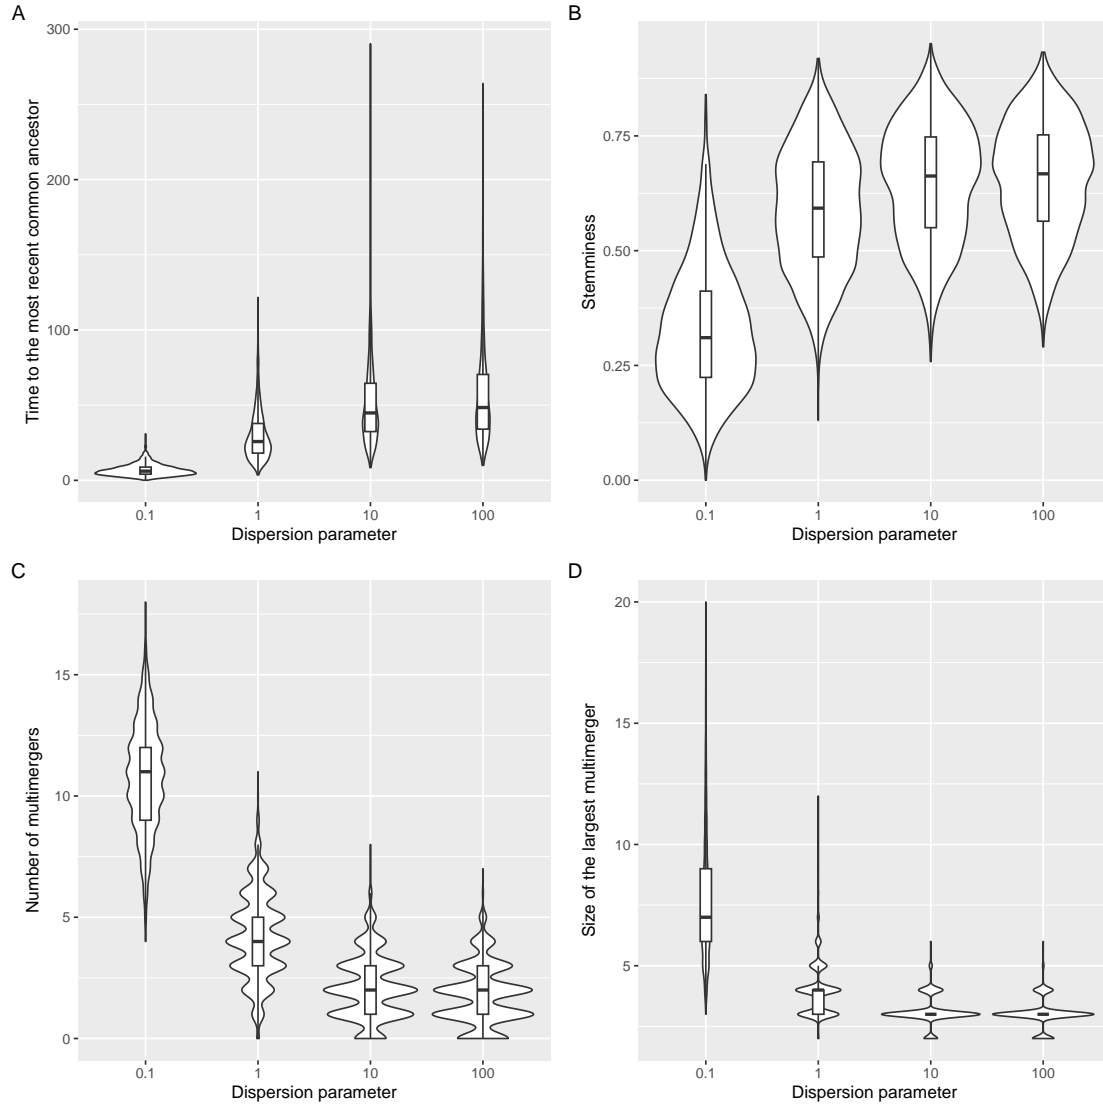 A
Time to the most recent common ancestor
300
200
100
0
0.1 1 10 100
Dispersion parameter
B
Stemminess
0.75
0.50
0.25
0.00
0.1 1 10 100
Dispersion parameter
C
Number of multimergers
15
10
5
0
0.1 1 10 100
Dispersion parameter
D
Size of the largest multimerger
20
15
10
5
0.1 1 10 100
Dispersion parameter